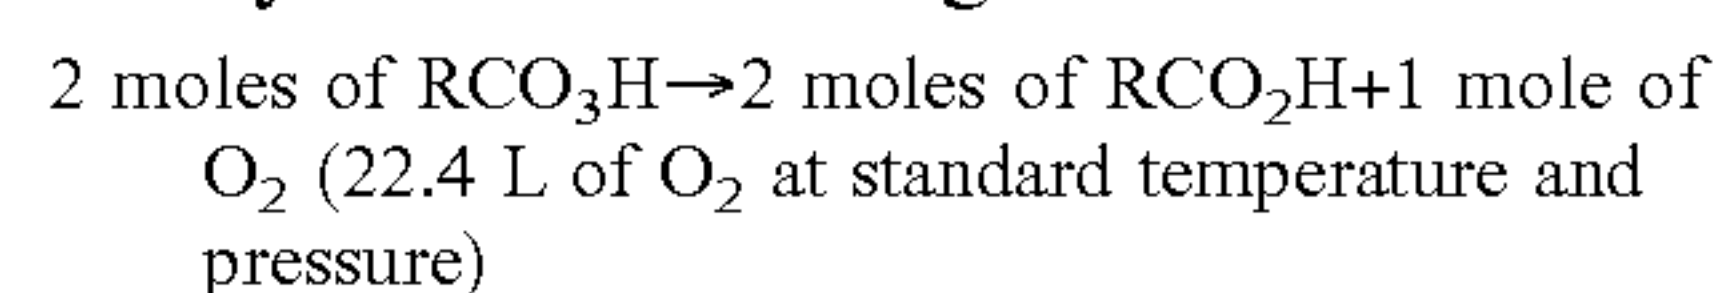 2 moles of RCO₃H→2 moles of RCO₂H+1 mole of
O₂ (22.4 L of O₂ at standard temperature and
pressure)